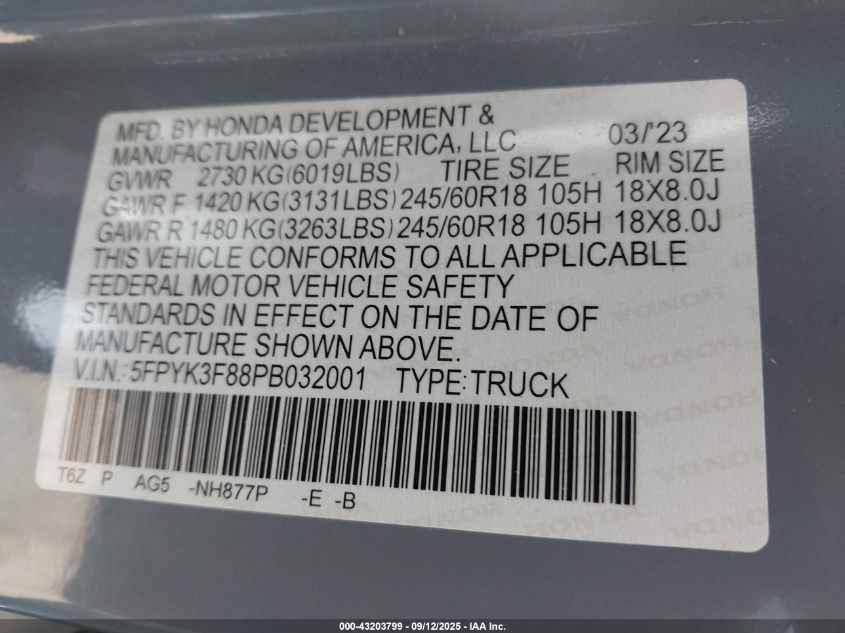 MFD. BY HONDA DEVELOPMENT &
MANUFACTURING OF AMERICA, LLC 03/'23
GVWR 2730 KG(6019LBS) TIRE SIZE RIM SIZE
GAWR F 1420 KG(3131LBS) 245/60R18 105H 18X8.0J
GAWR R 1480 KG(3263LBS) 245/60R18 105H 18X8.0J
THIS VEHICLE CONFORMS TO ALL APPLICABLE
FEDERAL MOTOR VEHICLE SAFETY
STANDARDS IN EFFECT ON THE DATE OF
MANUFACTURE SHOWN ABOVE.
V.I.N.: 5FPYK3F88PB032001 TYPE: TRUCK
T6Z P AG5 -NH877P -E -B
000-43203799 - 09/12/2025 - IAA Inc.